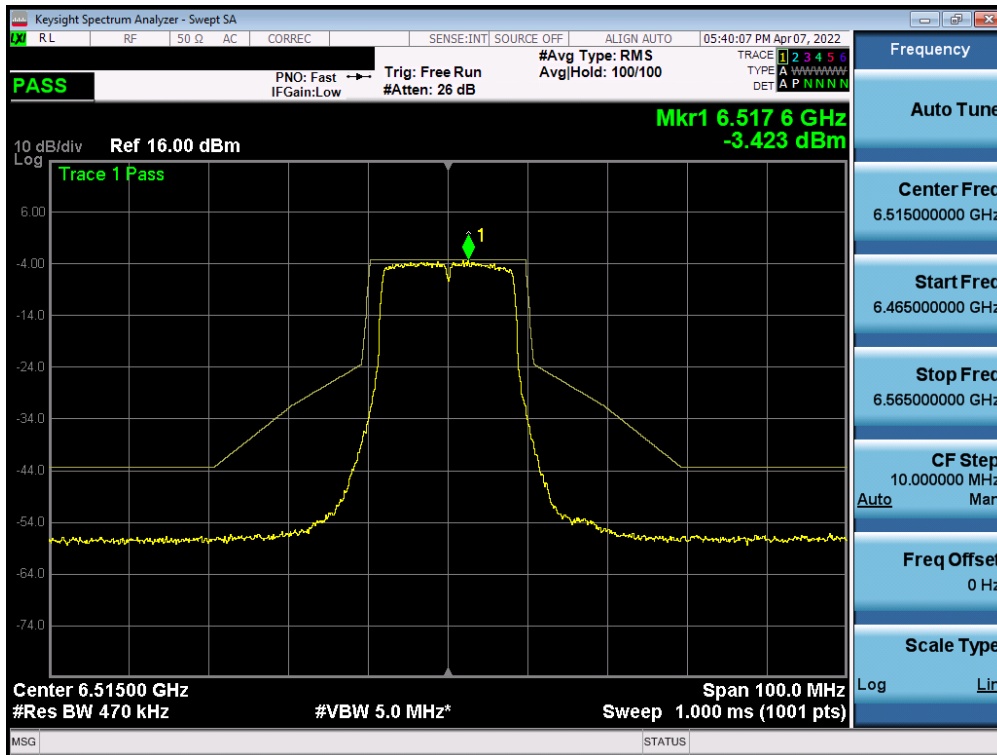 Keysight Spectrum Analyzer - Swept SA
LXI RL RF 50 Ω AC CORREC SENSE:INT SOURCE OFF ALIGN AUTO 05:40:07 PM Apr 07, 2022
PASS
PNO: Fast
IFGain:Low
Trig: Free Run
#Atten: 26 dB
#Avg Type: RMS
Avg|Hold: 100/100
TRACE 1 2 3 4 5 6
TYPE A WWWWW
DET A P N N N N
Mkr1 6.517 6 GHz
-3.423 dBm
10 dB/div Ref 16.00 dBm
Log
Trace 1 Pass
1
6.00
-4.00
-14.0
-24.0
-34.0
-44.0
-54.0
-64.0
-74.0
Center 6.51500 GHz Span 100.0 MHz
#Res BW 470 kHz #VBW 5.0 MHz* Sweep 1.000 ms (1001 pts)
MSG STATUS
Frequency
Auto Tune
Center Freq
6.515000000 GHz
Start Freq
6.465000000 GHz
Stop Freq
6.565000000 GHz
CF Step
10.000000 MHz
Auto Man
Freq Offset
0 Hz
Scale Type
Log Lin